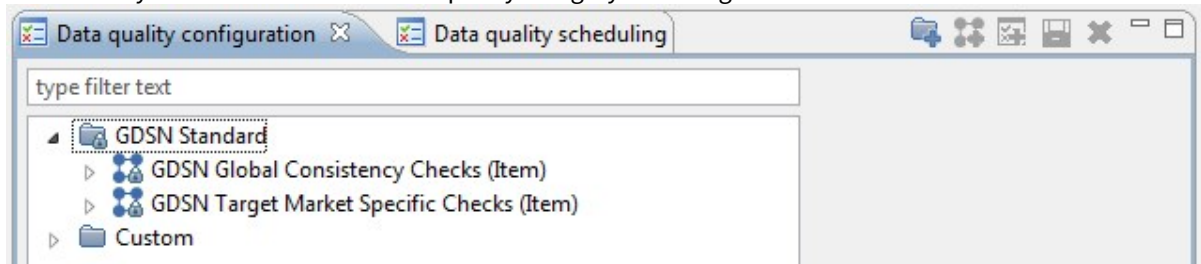 Data quality configuration Data quality scheduling
type filter text
GDSN Standard
GDSN Global Consistency Checks (Item)
GDSN Target Market Specific Checks (Item)
Custom